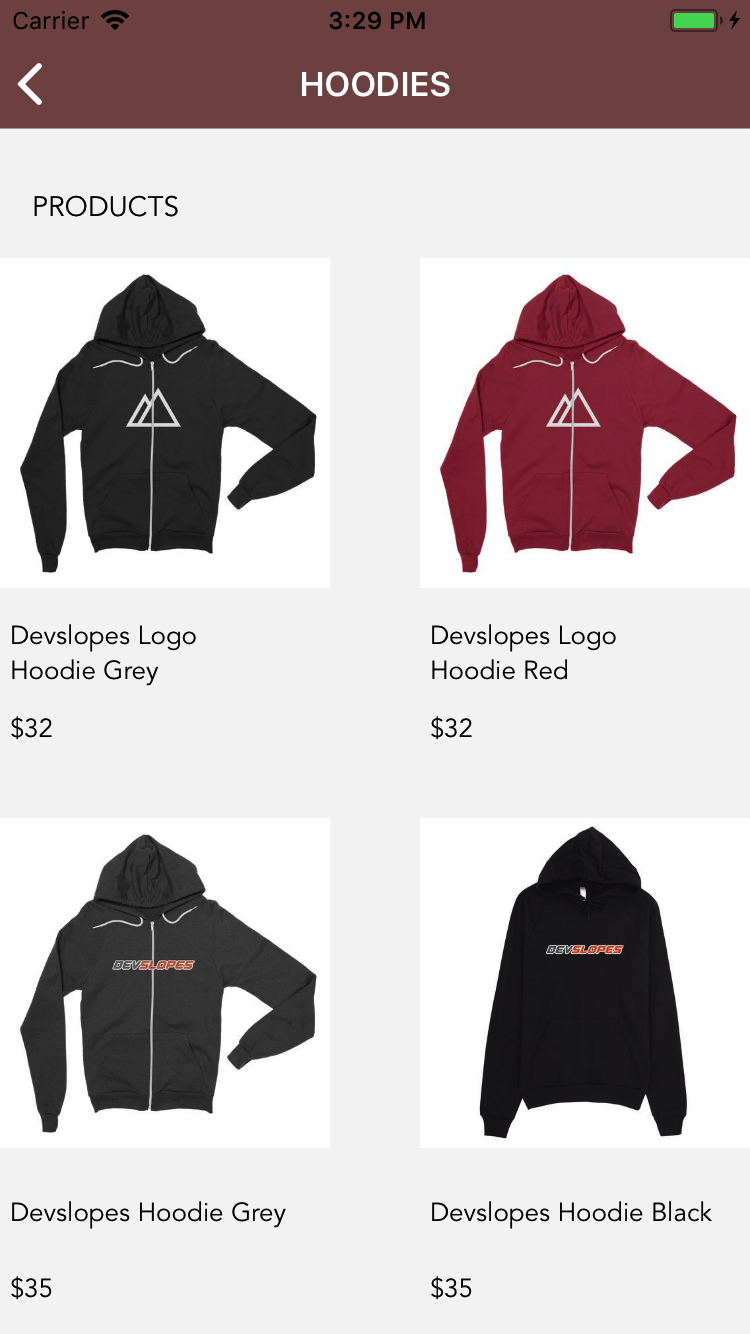 Carrier 3:29 PM
HOODIES
PRODUCTS
Devslopes Logo
Hoodie Grey
$32
Devslopes Logo
Hoodie Red
$32
DEVSLOPES
Devslopes Hoodie Grey
$35
DEVSLOPES
Devslopes Hoodie Black
$35